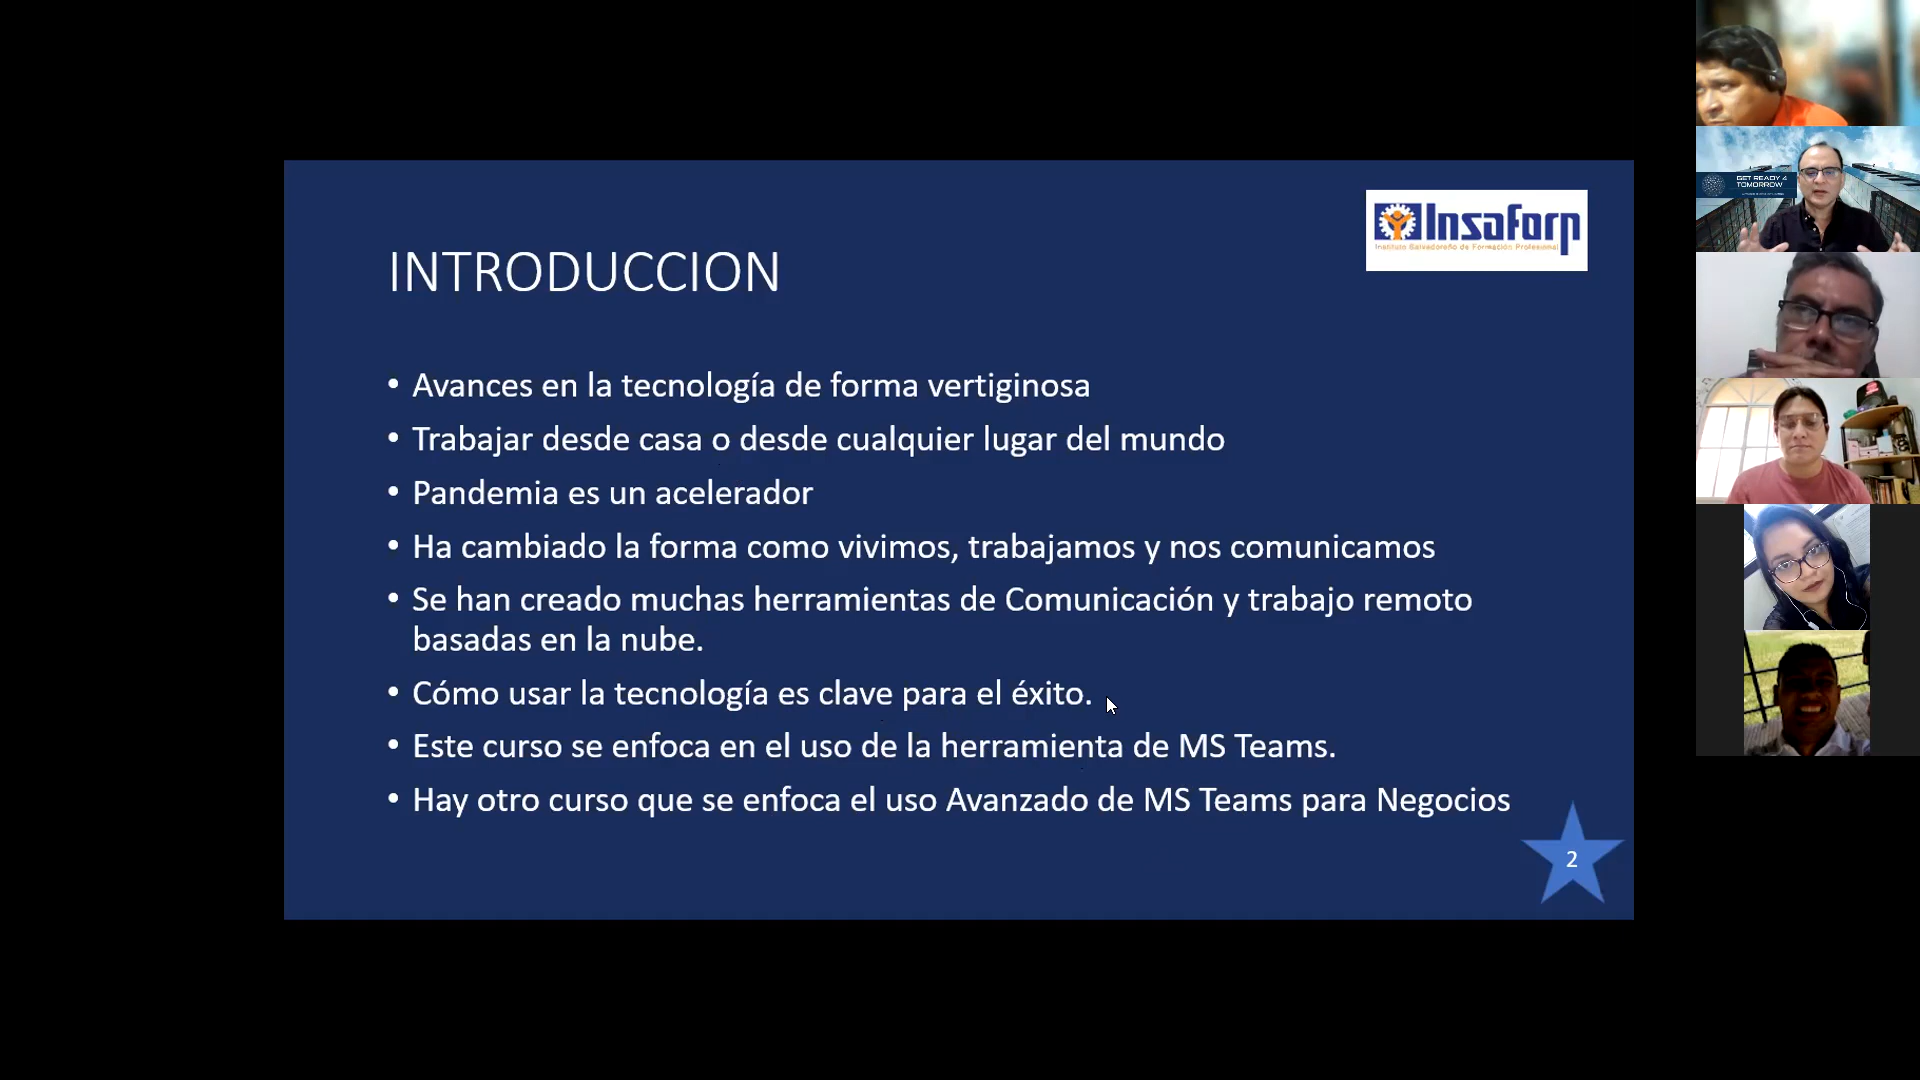 Insaforp
Instituto Salvadoreño de Formación Profesional
INTRODUCCION
• Avances en la tecnología de forma vertiginosa
• Trabajar desde casa o desde cualquier lugar del mundo
• Pandemia es un acelerador
• Ha cambiado la forma como vivimos, trabajamos y nos comunicamos
• Se han creado muchas herramientas de Comunicación y trabajo remoto
basadas en la nube.
• Cómo usar la tecnología es clave para el éxito.
• Este curso se enfoca en el uso de la herramienta de MS Teams.
• Hay otro curso que se enfoca el uso Avanzado de MS Teams para Negocios
2
GET READY 4
TOMORROW